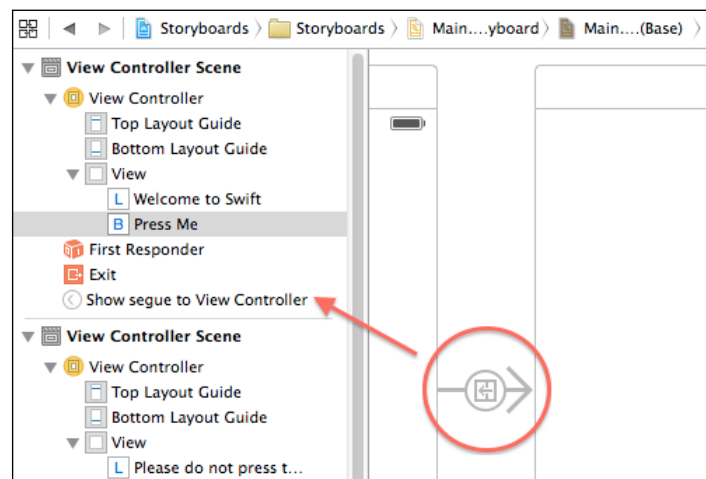 Storyboards Storyboards Main....yboard Main....(Base)
View Controller Scene
View Controller
Top Layout Guide
Bottom Layout Guide
View
L Welcome to Swift
B Press Me
First Responder
Exit
Show segue to View Controller
View Controller Scene
View Controller
Top Layout Guide
Bottom Layout Guide
View
L Please do not press t...